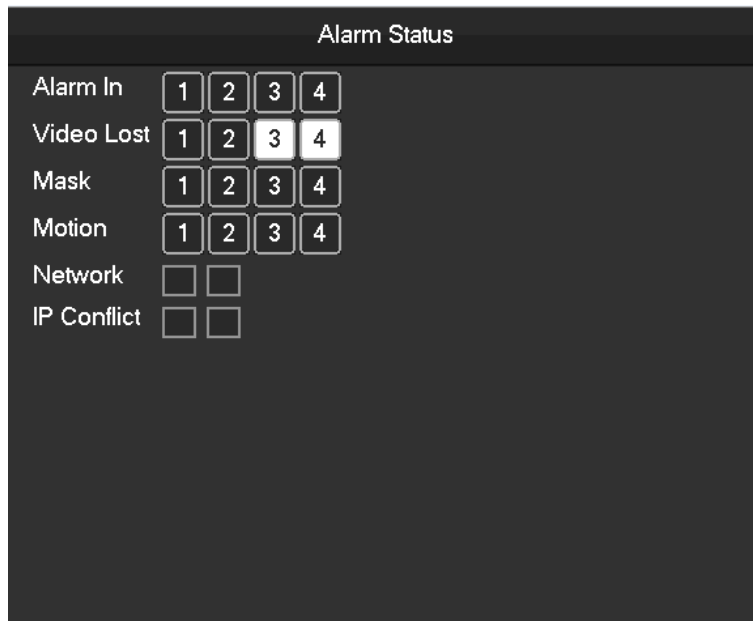 Alarm Status
Alarm In 1 2 3 4
Video Lost 1 2 3 4
Mask 1 2 3 4
Motion 1 2 3 4
Network
IP Conflict